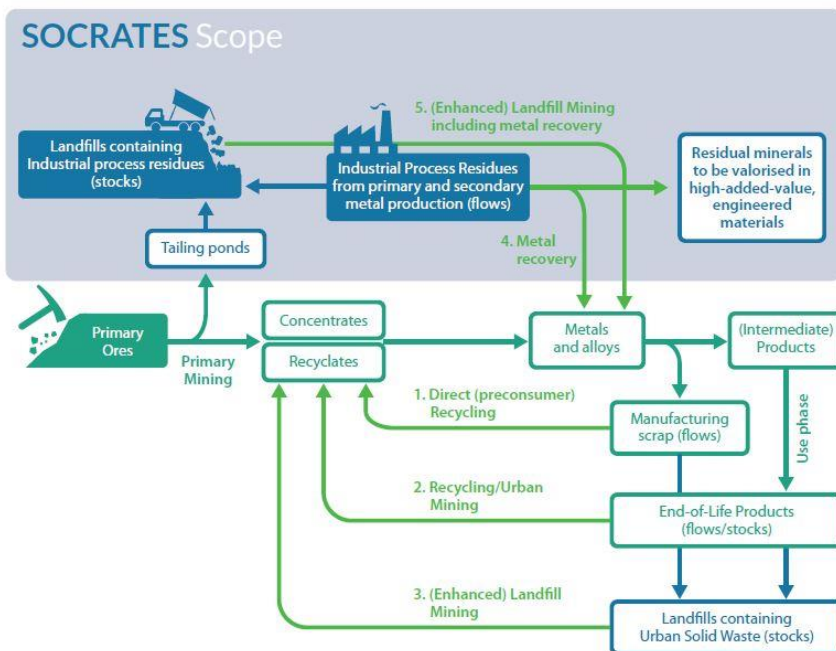 SOCRATES Scope
5. (Enhanced) Landfill Mining
including metal recovery
Landfills containing
Industrial process residues
(stocks)
Industrial Process Residues
from primary and secondary
metal production (flows)
Residual minerals
to be valorised in
high-added-value,
engineered
materials
Tailing ponds
4. Metal
recovery
Primary
Ores
Primary
Mining
Concentrates
Recyclates
Metals
and alloys
(Intermediate)
Products
1. Direct (preconsumer)
Recycling
Manufacturing
scrap (flows)
Use phase
2. Recycling/Urban
Mining
End-of-Life Products
(flows/stocks)
3. (Enhanced) Landfill
Mining
Landfills containing
Urban Solid Waste (stocks)